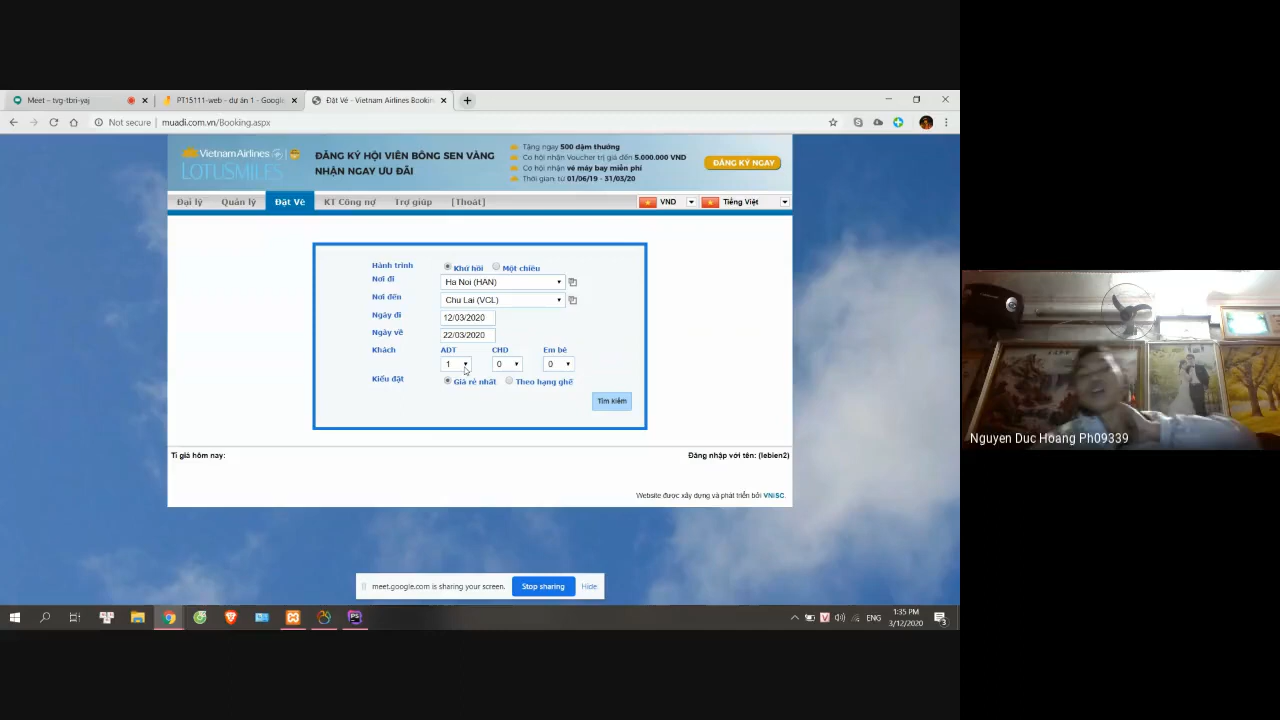 Meet – tvg-tbri-yaj
PT15111-web - dự án 1 - Google
Đặt Vé - Vietnam Airlines Bookin
Not secure | muadi.com.vn/Booking.aspx
Vietnam Airlines
LOTUSMILES
ĐĂNG KÝ HỘI VIÊN BÔNG SEN VÀNG
NHẬN NGAY ƯU ĐÃI
Tặng ngay 500 dặm thưởng
Cơ hội nhận Voucher trị giá đến 5.000.000 VND
Cơ hội nhận vé máy bay miễn phí
Thời gian: từ 01/06/19 - 31/03/20
ĐĂNG KÝ NGAY
Đại lý Quản lý Đặt Vé KT Công nợ Trợ giúp [Thoát]
VND Tiếng Việt
Hành trình Khứ hồi Một chiều
Nơi đi Ha Noi (HAN)
Nơi đến Chu Lai (VCL)
Ngày đi 12/03/2020
Ngày về 22/03/2020
Khách ADT CHD Em bé
1 0 0
Kiểu đặt Giá rẻ nhất Theo hạng ghế
Tìm kiếm
Tỉ giá hôm nay:
Đăng nhập với tên: (lebien2)
Website được xây dựng và phát triển bởi VNISC.
meet.google.com is sharing your screen.
Stop sharing
Hide
ENG
1:35 PM
3/12/2020
Nguyen Duc Hoang Ph09339